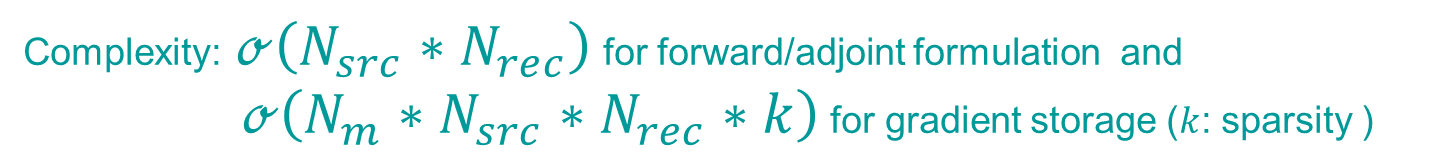 Complexity: ℴ(N_src * N_rec) for forward/adjoint formulation and
ℴ(N_m * N_src * N_rec * k) for gradient storage (k: sparsity )